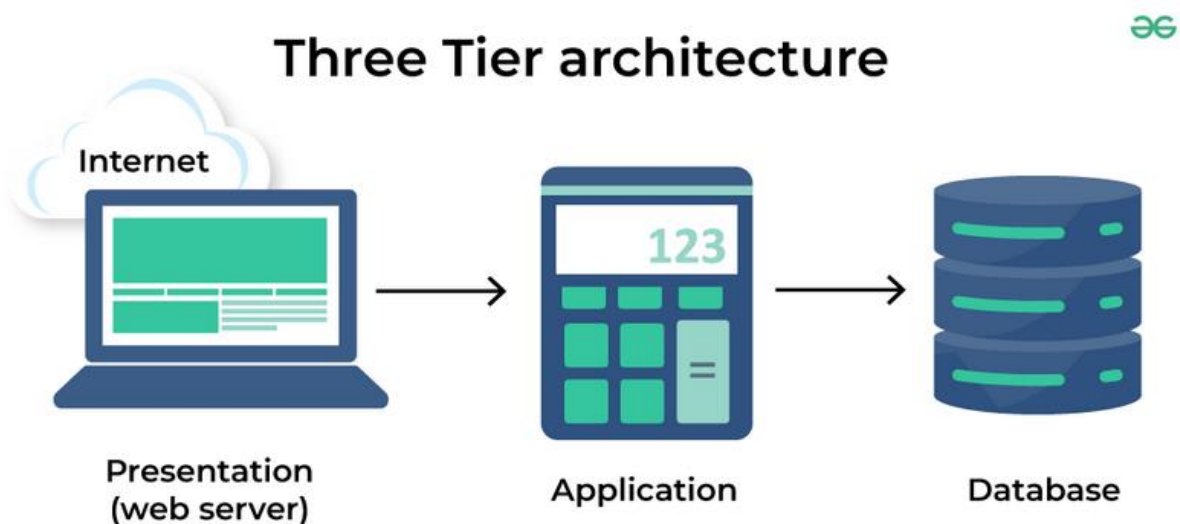 Three Tier architecture
Internet
123
=
Presentation
(web server)
Application
Database